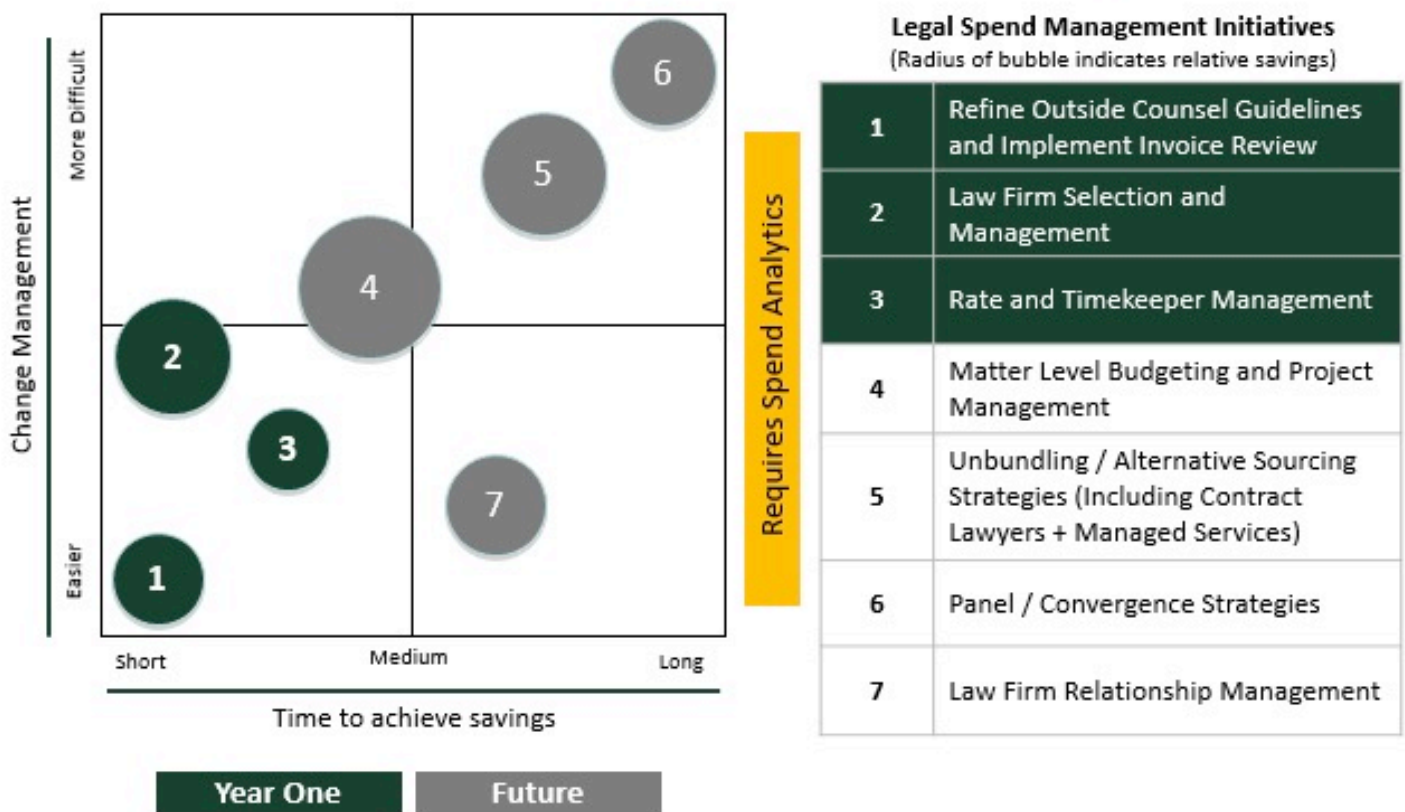 Change Management
More Difficult
Easier
6
5
4
2
3
7
1
Short
Medium
Long
Time to achieve savings
Year One
Future
Requires Spend Analytics
Legal Spend Management Initiatives
(Radius of bubble indicates relative savings)
1
Refine Outside Counsel Guidelines
and Implement Invoice Review
2
Law Firm Selection and
Management
3
Rate and Timekeeper Management
4
Matter Level Budgeting and Project
Management
5
Unbundling / Alternative Sourcing
Strategies (Including Contract
Lawyers + Managed Services)
6
Panel / Convergence Strategies
7
Law Firm Relationship Management